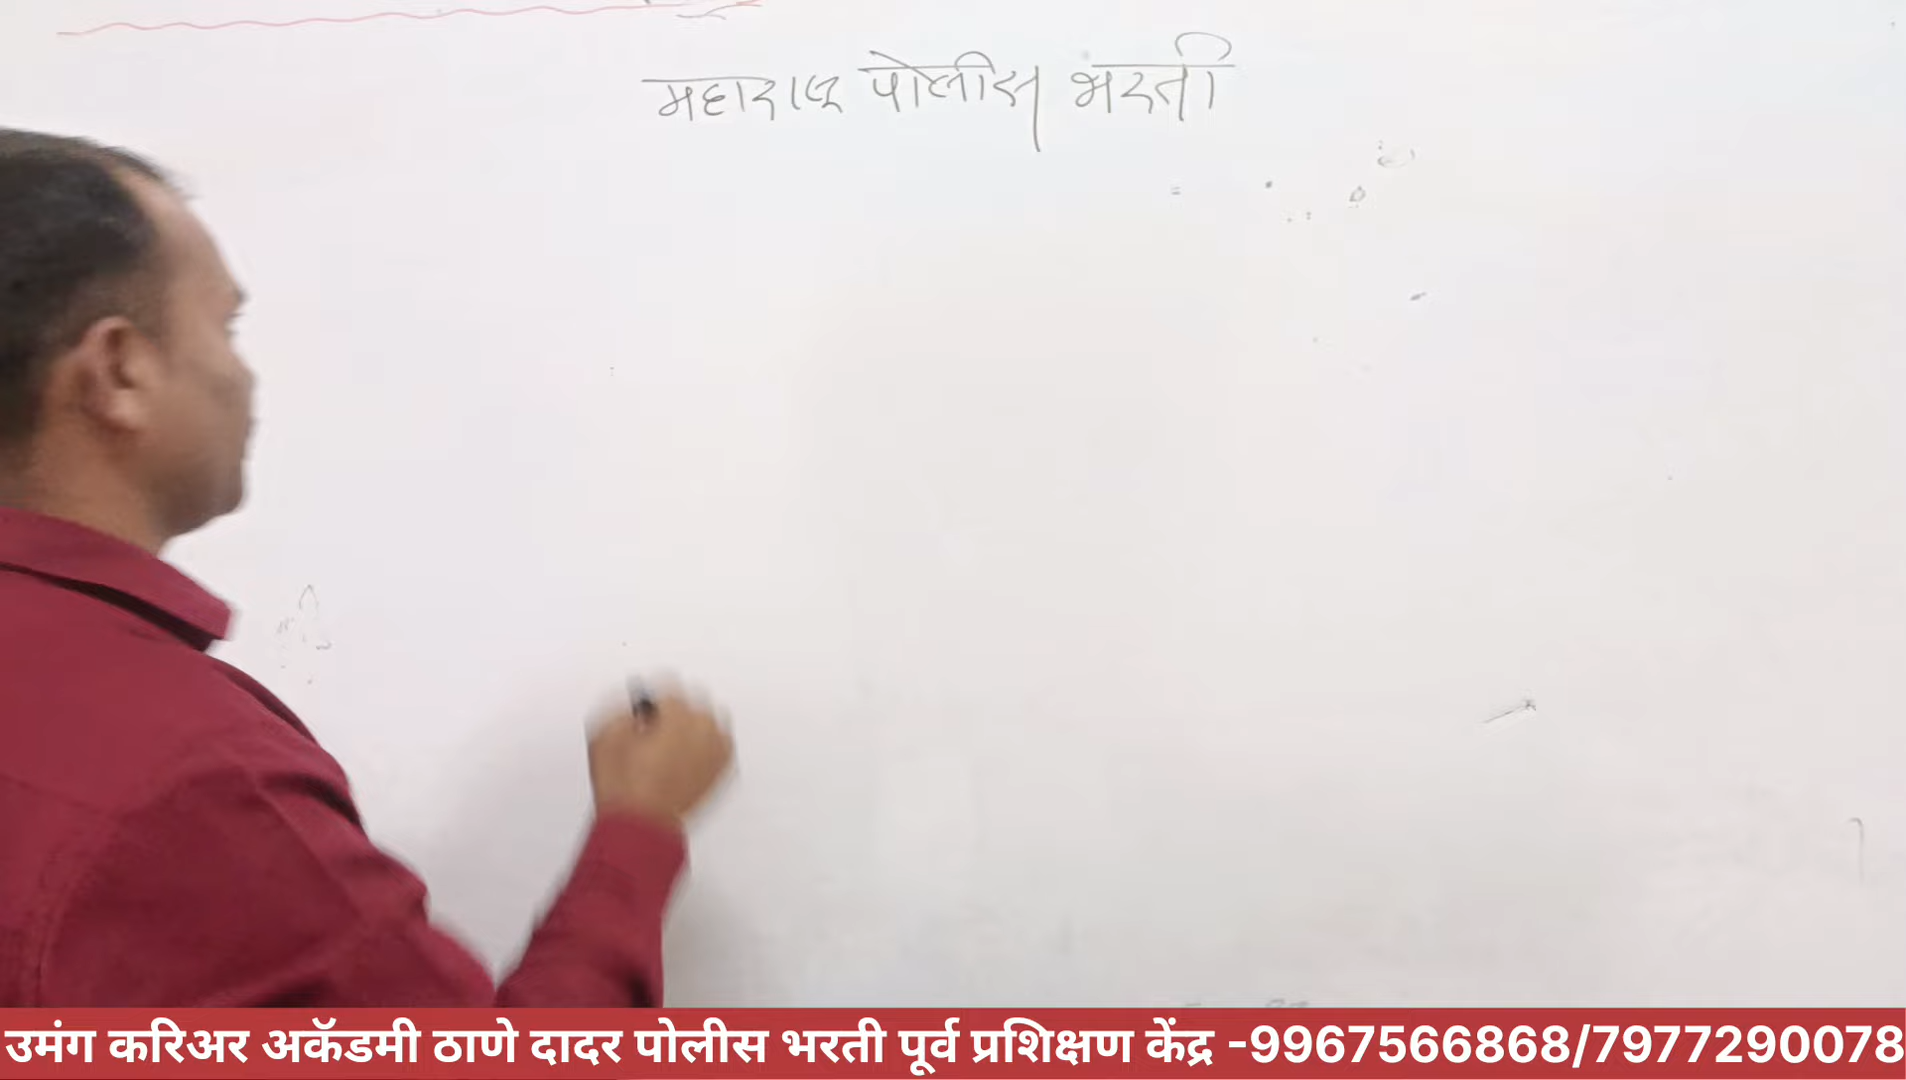 महाराष्ट्र पोलीस भरती
उमंग करिअर अकॅडमी ठाणे दादर पोलीस भरती पूर्व प्रशिक्षण केंद्र -9967566868/7977290078